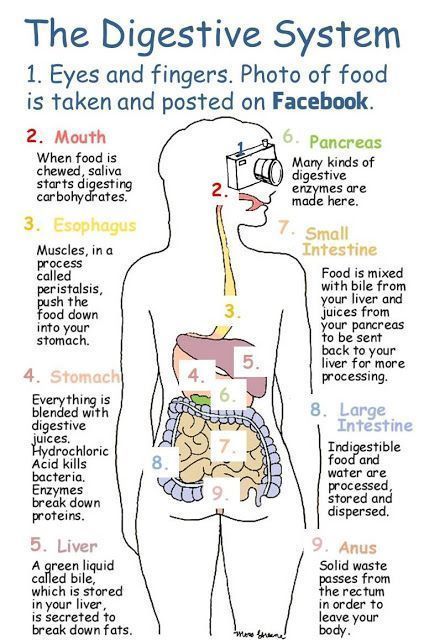 The Digestive System
1. Eyes and fingers. Photo of food
is taken and posted on Facebook.
2. Mouth
When food is
chewed, saliva
starts digesting
carbohydrates.
3. Esophagus
Muscles, in a
process
called
peristalsis,
push the
food down
into your
stomach.
4. Stomach
Everything is
blended with
digestive
juices.
Hydrochloric
Acid kills
bacteria.
Enzymes
break down
proteins.
5. Liver
A green liquid
called bile,
which is stored
in your liver,
is secreted to
break down fats.
1
2.
3.
4.
5.
6.
7.
8.
9.
6. Pancreas
Many kinds of
digestive
enzymes are
made here.
7. Small
Intestine
Food is mixed
with bile from
your liver and
juices from
your pancreas
to be sent
back to your
liver for more
processing.
8. Large
Intestine
Indigestible
food and
water are
processed,
stored and
dispersed.
9. Anus
Solid waste
passes from
the rectum
in order to
leave your
body.